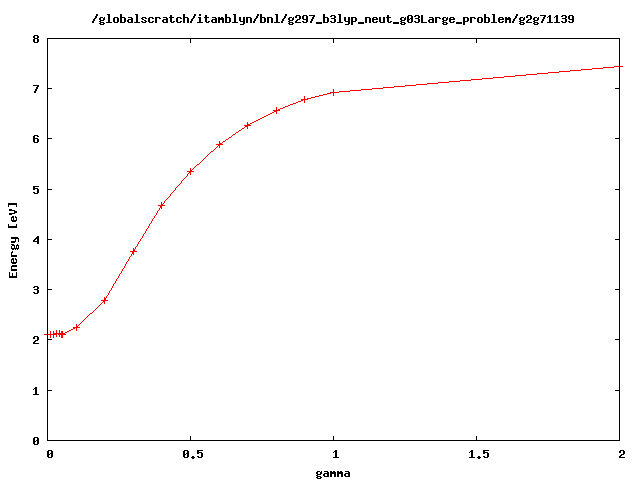 /globalscratch/itamblyn/bnl/g297_b3lyp_neut_g03Large_problem/g2g71139
8
7
6
5
4
3
2
1
0
Energy [eV]
0 0.5 1 1.5 2
gamma